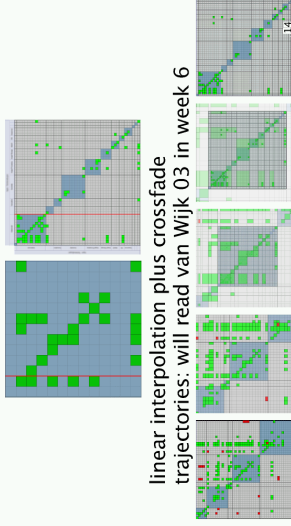 linear interpolation plus crossfade
trajectories: will read van Wijk 03 in week 6
14